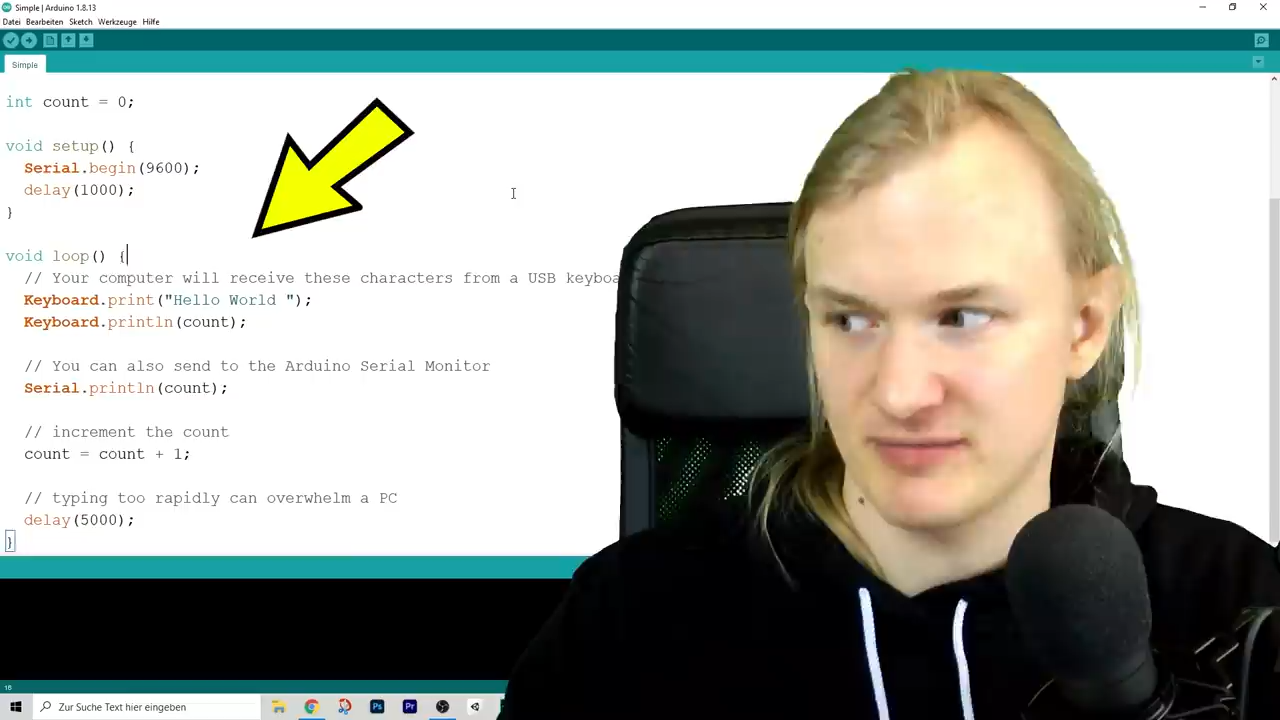 Simple | Arduino 1.8.13
Datei Bearbeiten Sketch Werkzeuge Hilfe
Simple
int count = 0;
void setup() {
Serial.begin(9600);
delay(1000);
}
void loop() {
// Your computer will receive these characters from a USB keyboa
Keyboard.print("Hello World ");
Keyboard.println(count);
// You can also send to the Arduino Serial Monitor
Serial.println(count);
// increment the count
count = count + 1;
// typing too rapidly can overwhelm a PC
delay(5000);
}
18
Zur Suche Text hier eingeben
Ps Pr